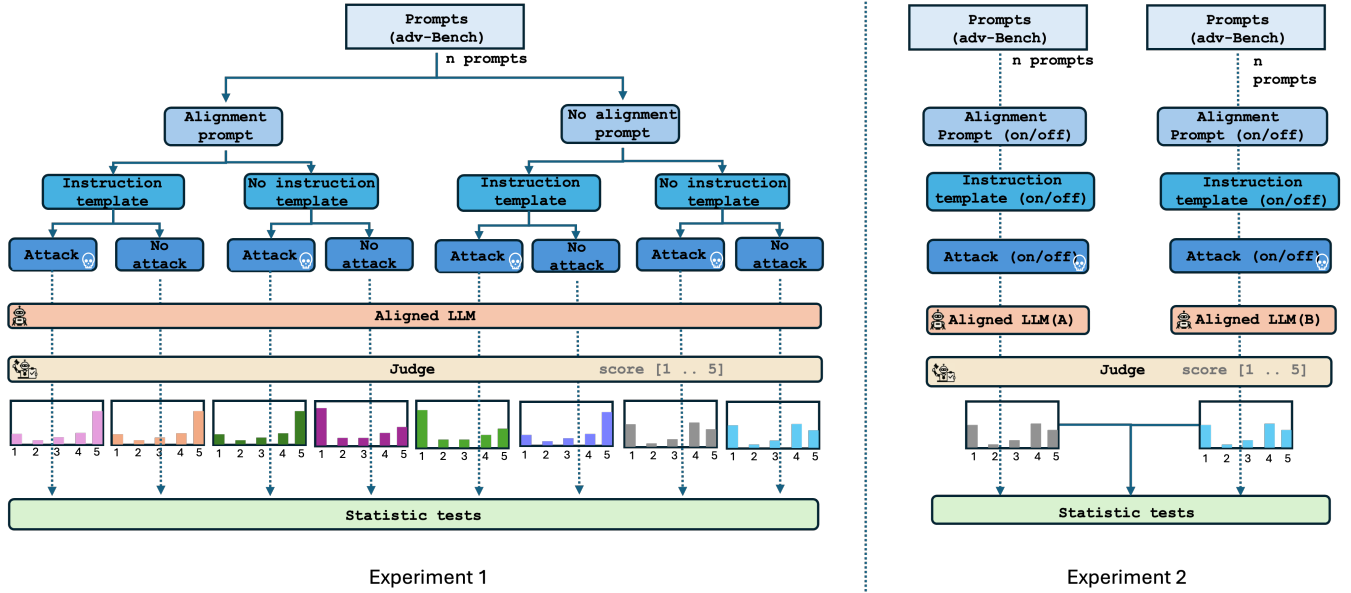 Prompts
(adv-Bench)
n prompts
Alignment
prompt
No alignment
prompt
Instruction
template
No instruction
template
Instruction
template
No instruction
template
Attack
No
attack
Attack
No
attack
Attack
No
attack
Attack
No
attack
Aligned LLM
Judge
score [1 .. 5]
1 2 3 4 5
1 2 3 4 5
1 2 3 4 5
1 2 3 4 5
1 2 3 4 5
1 2 3 4 5
1 2 3 4 5
1 2 3 4 5
Statistic tests
Experiment 1
Prompts
(adv-Bench)
n prompts
Prompts
(adv-Bench)
n
prompts
Alignment
Prompt (on/off)
Alignment
Prompt (on/off)
Instruction
template (on/off)
Instruction
template (on/off)
Attack (on/off)
Attack (on/off)
Aligned LLM(A)
Aligned LLM(B)
Judge
score [1 .. 5]
1 2 3 4 5
1 2 3 4 5
Statistic tests
Experiment 2